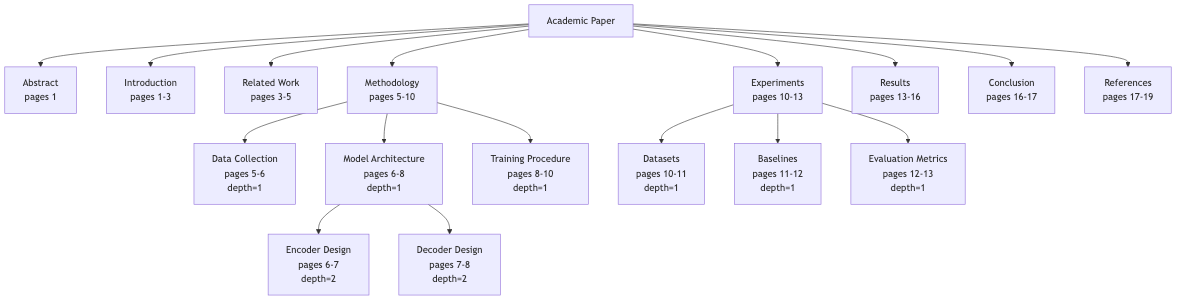 Academic Paper
Abstract
pages 1
Introduction
pages 1-3
Related Work
pages 3-5
Methodology
pages 5-10
Experiments
pages 10-13
Results
pages 13-16
Conclusion
pages 16-17
References
pages 17-19
Data Collection
pages 5-6
depth=1
Model Architecture
pages 6-8
depth=1
Training Procedure
pages 8-10
depth=1
Datasets
pages 10-11
depth=1
Baselines
pages 11-12
depth=1
Evaluation Metrics
pages 12-13
depth=1
Encoder Design
pages 6-7
depth=2
Decoder Design
pages 7-8
depth=2